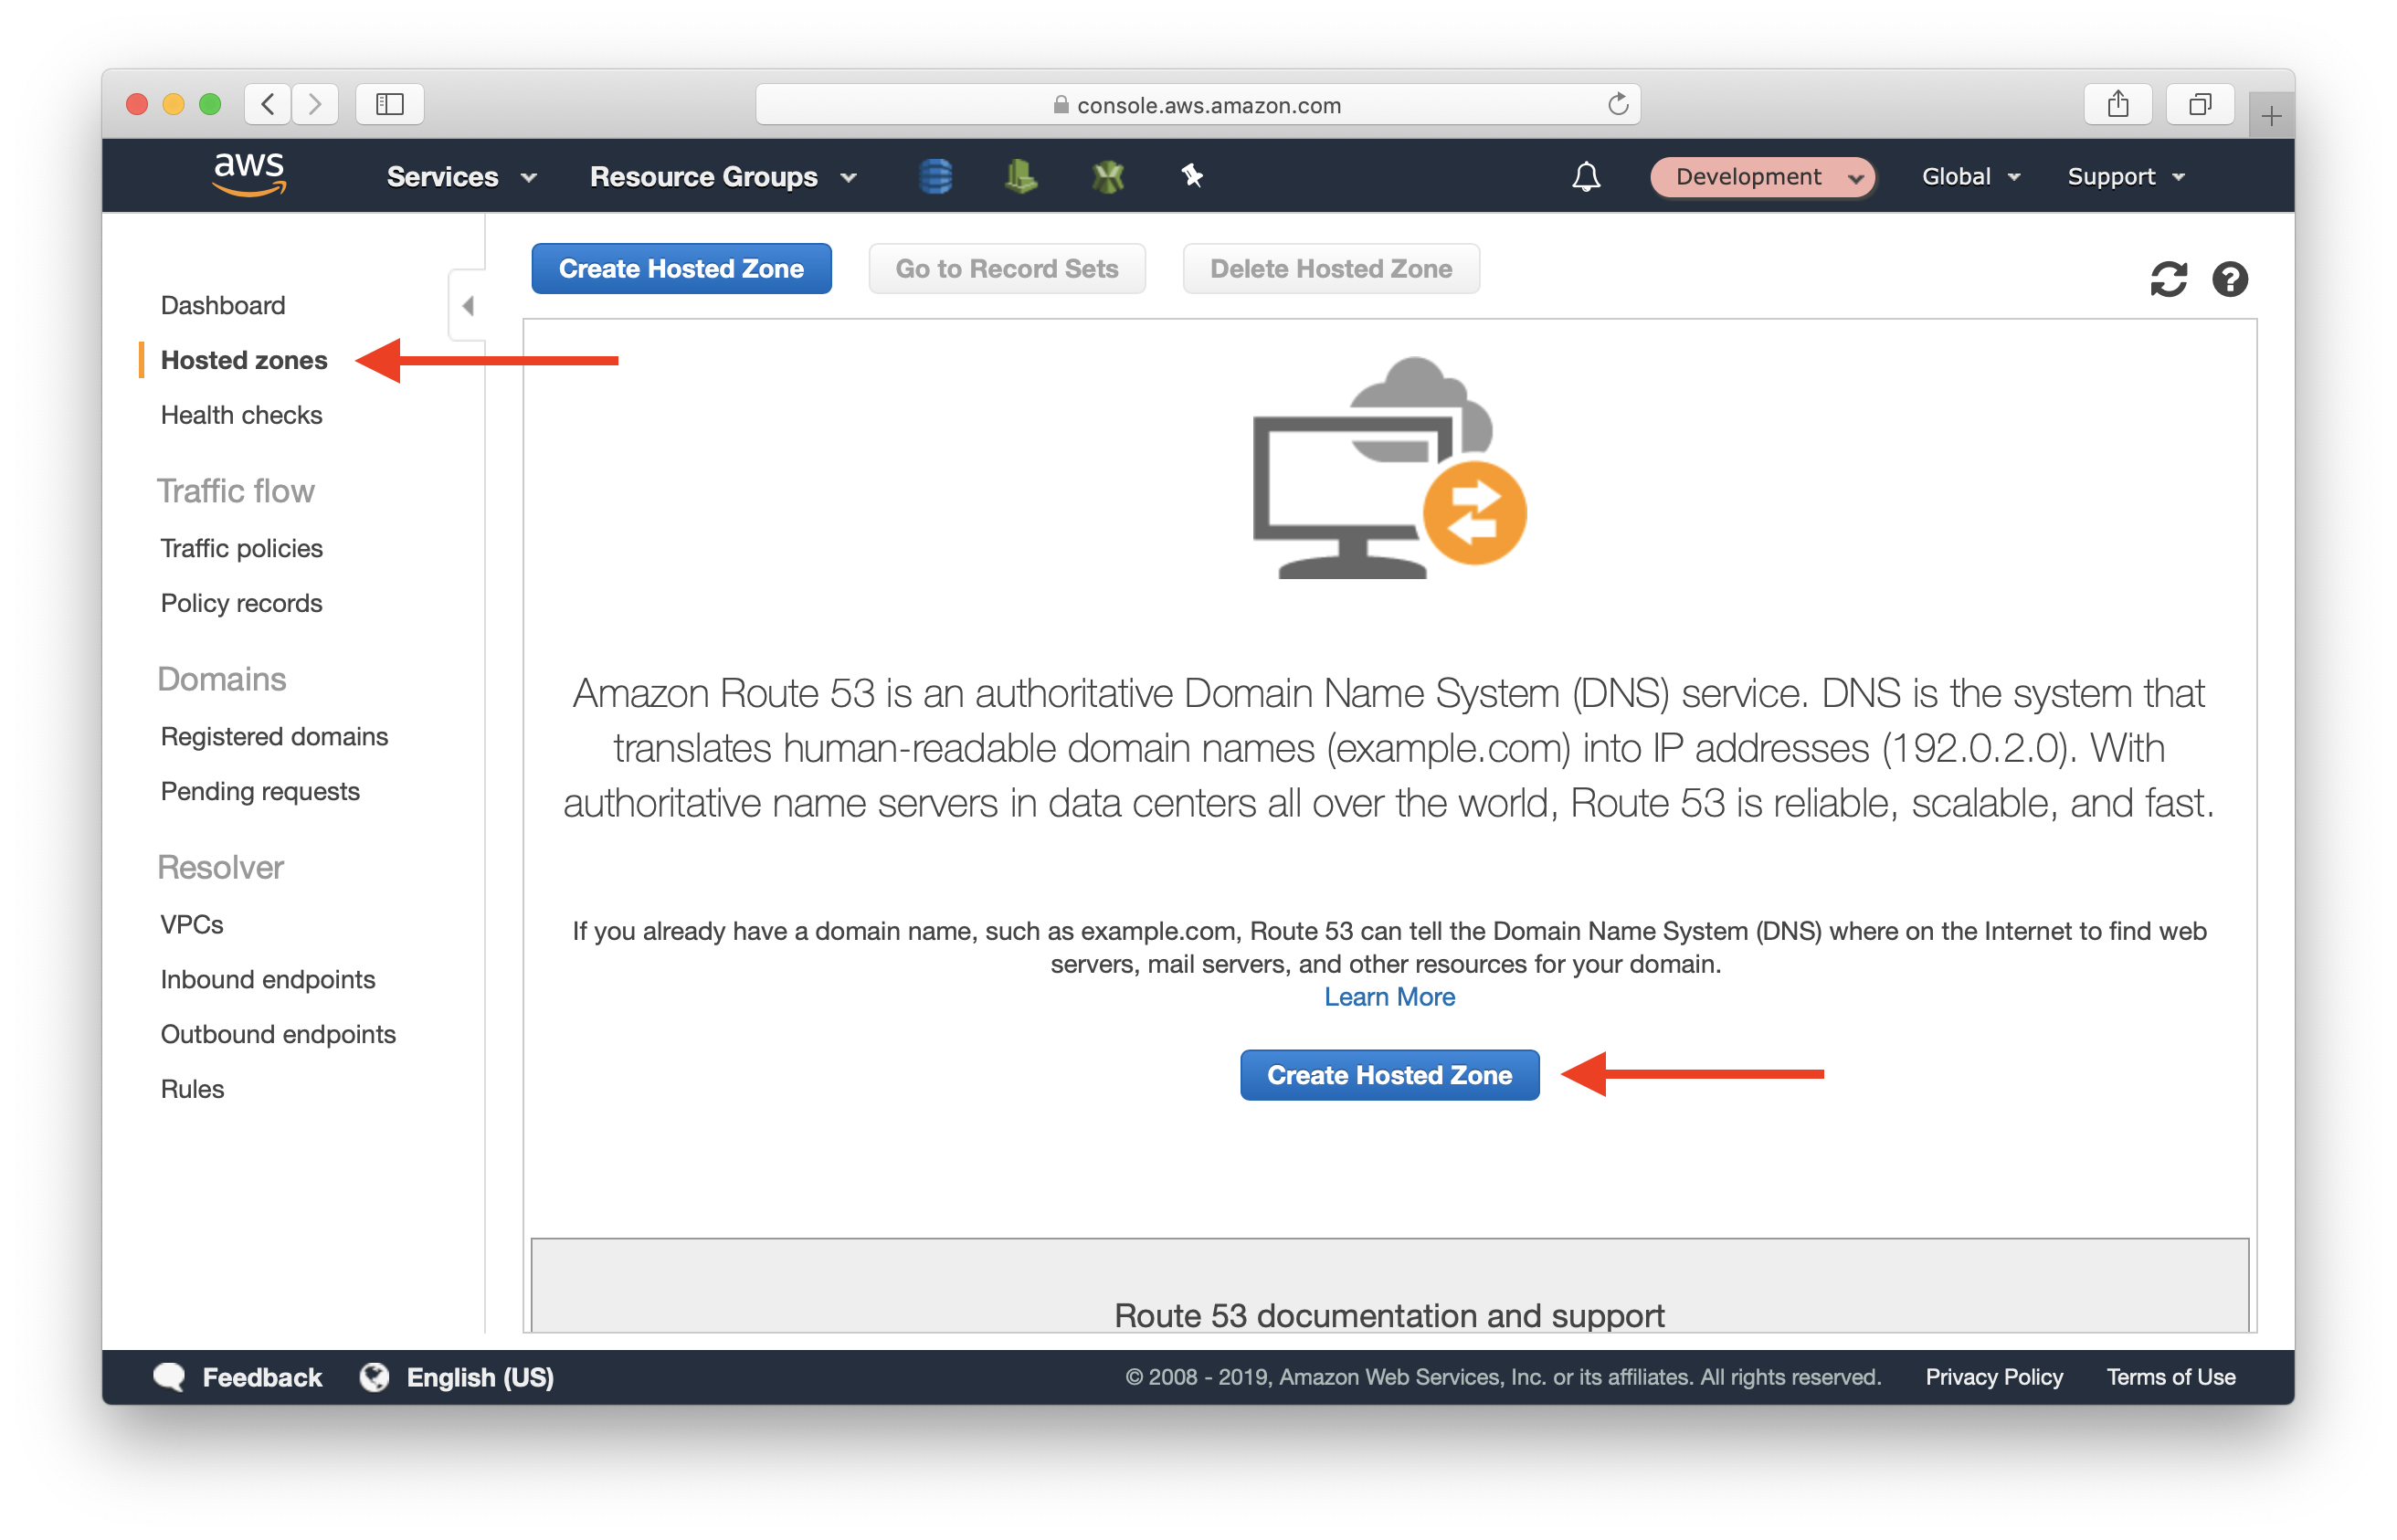 console.aws.amazon.com
aws
Services
Resource Groups
Development
Global
Support
Dashboard
Hosted zones
Health checks
Traffic flow
Traffic policies
Policy records
Domains
Registered domains
Pending requests
Resolver
VPCs
Inbound endpoints
Outbound endpoints
Rules
Create Hosted Zone
Go to Record Sets
Delete Hosted Zone
Amazon Route 53 is an authoritative Domain Name System (DNS) service. DNS is the system that
translates human-readable domain names (example.com) into IP addresses (192.0.2.0). With
authoritative name servers in data centers all over the world, Route 53 is reliable, scalable, and fast.
If you already have a domain name, such as example.com, Route 53 can tell the Domain Name System (DNS) where on the Internet to find web
servers, mail servers, and other resources for your domain.
Learn More
Create Hosted Zone
Route 53 documentation and support
Feedback
English (US)
© 2008 - 2019, Amazon Web Services, Inc. or its affiliates. All rights reserved.
Privacy Policy
Terms of Use